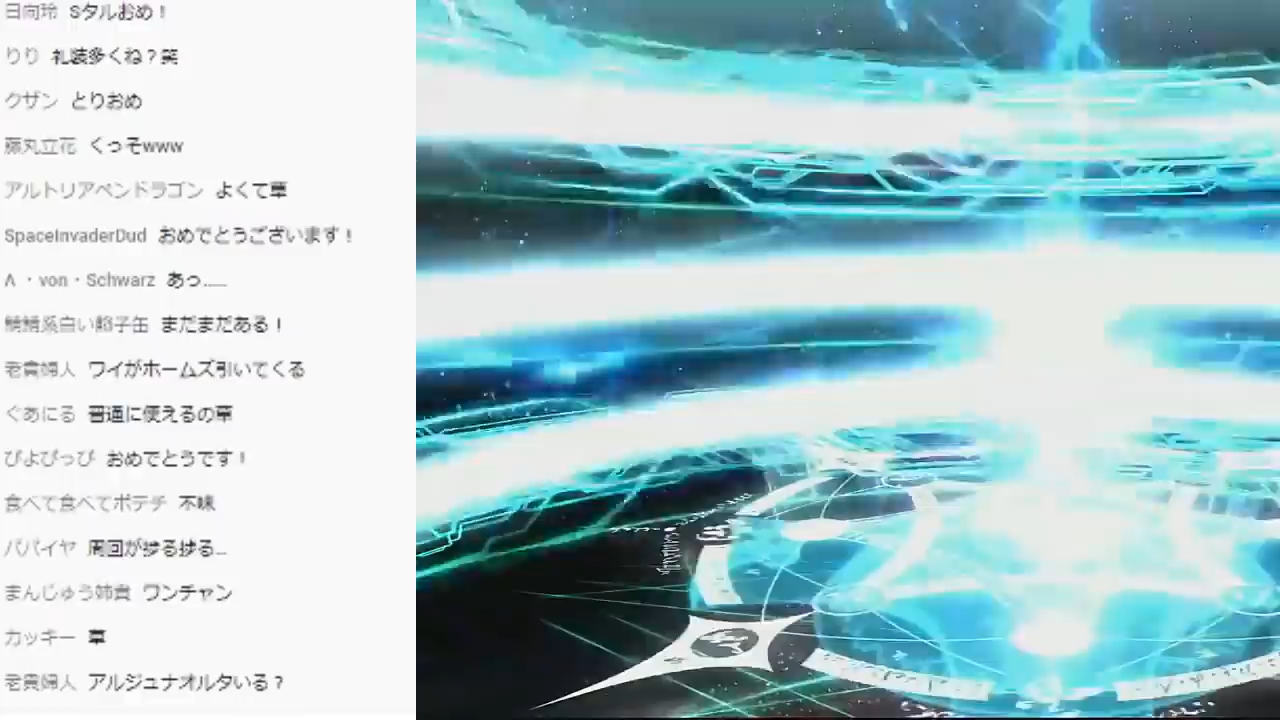 日向玲 Sタルおめ！
りり 礼装多くね？笑
クザン とりおめ
藤丸立花 くっそwww
アルトリアペンドラゴン よくて草
SpaceInvaderDud おめでとうございます！
A ・von・Schwarz あっ……
まだまだある！
老貴婦人 ワイがホームズ引いてくる
ぐあにる 普通に使えるの草
ぴよぴっぴ おめでとうです！
食べて食べてポテチ 不味
パパイヤ 周回が捗る捗る…
まんじゅう姉貴 ワンチャン
カッキー 草
老貴婦人 アルジュナオルタいる？